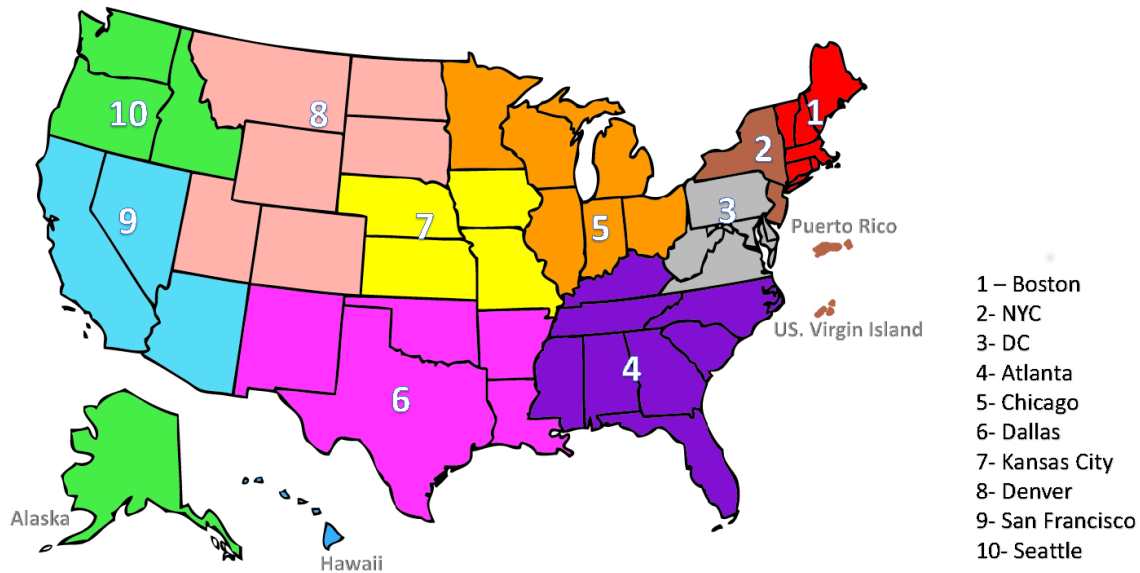 1
10
8
2
3
9
7
5
Puerto Rico
1 – Boston
2- NYC
US. Virgin Island
3- DC
4
4- Atlanta
6
5- Chicago
6- Dallas
7- Kansas City
8- Denver
Alaska
9- San Francisco
10- Seattle
Hawaii